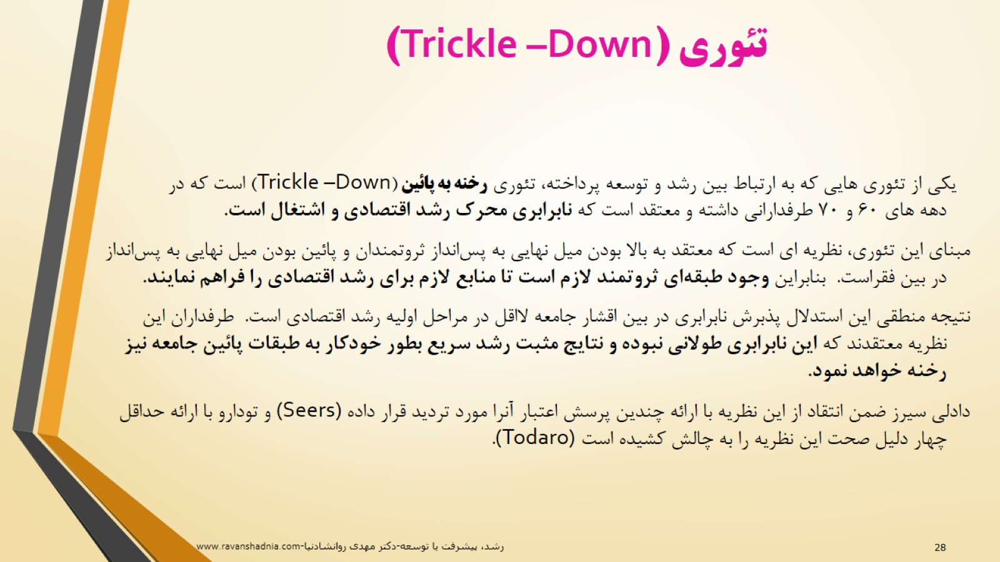 تئوری (Trickle –Down)
یکی از تئوری هایی که به ارتباط بین رشد و توسعه پرداخته، تئوری رخنه به پائین (Trickle –Down) است که در
دهه های ۶۰ و ۷۰ طرفدارانی داشته و معتقد است که نابرابری محرک رشد اقتصادی و اشتغال است.
مبنای این تئوری، نظریه ای است که معتقد به بالا بودن میل نهایی به پس‌انداز ثروتمندان و پائین بودن میل نهایی به پس‌انداز
در بین فقراست. بنابراین وجود طبقه‌ای ثروتمند لازم است تا منابع لازم برای رشد اقتصادی را فراهم نمایند.
نتیجه منطقی این استدلال پذبرش نابرابری در بین اقشار جامعه لااقل در مراحل اولیه رشد اقتصادی است. طرفداران این
نظریه معتقدند که این نابرابری طولانی نبوده و نتایج مثبت رشد سریع بطور خودکار به طبقات پائین جامعه نیز
رخنه خواهد نمود.
دادلی سیرز ضمن انتقاد از این نظریه با ارائه چندین پرسش اعتبار آنرا مورد تردید قرار داده (Seers) و تودارو با ارائه حداقل
چهار دلیل صحت این نظریه را به چالش کشیده است (Todaro).
رشد، پیشرفت یا توسعه-دکتر مهدی روانشادنیا-www.ravanshadnia.com
28